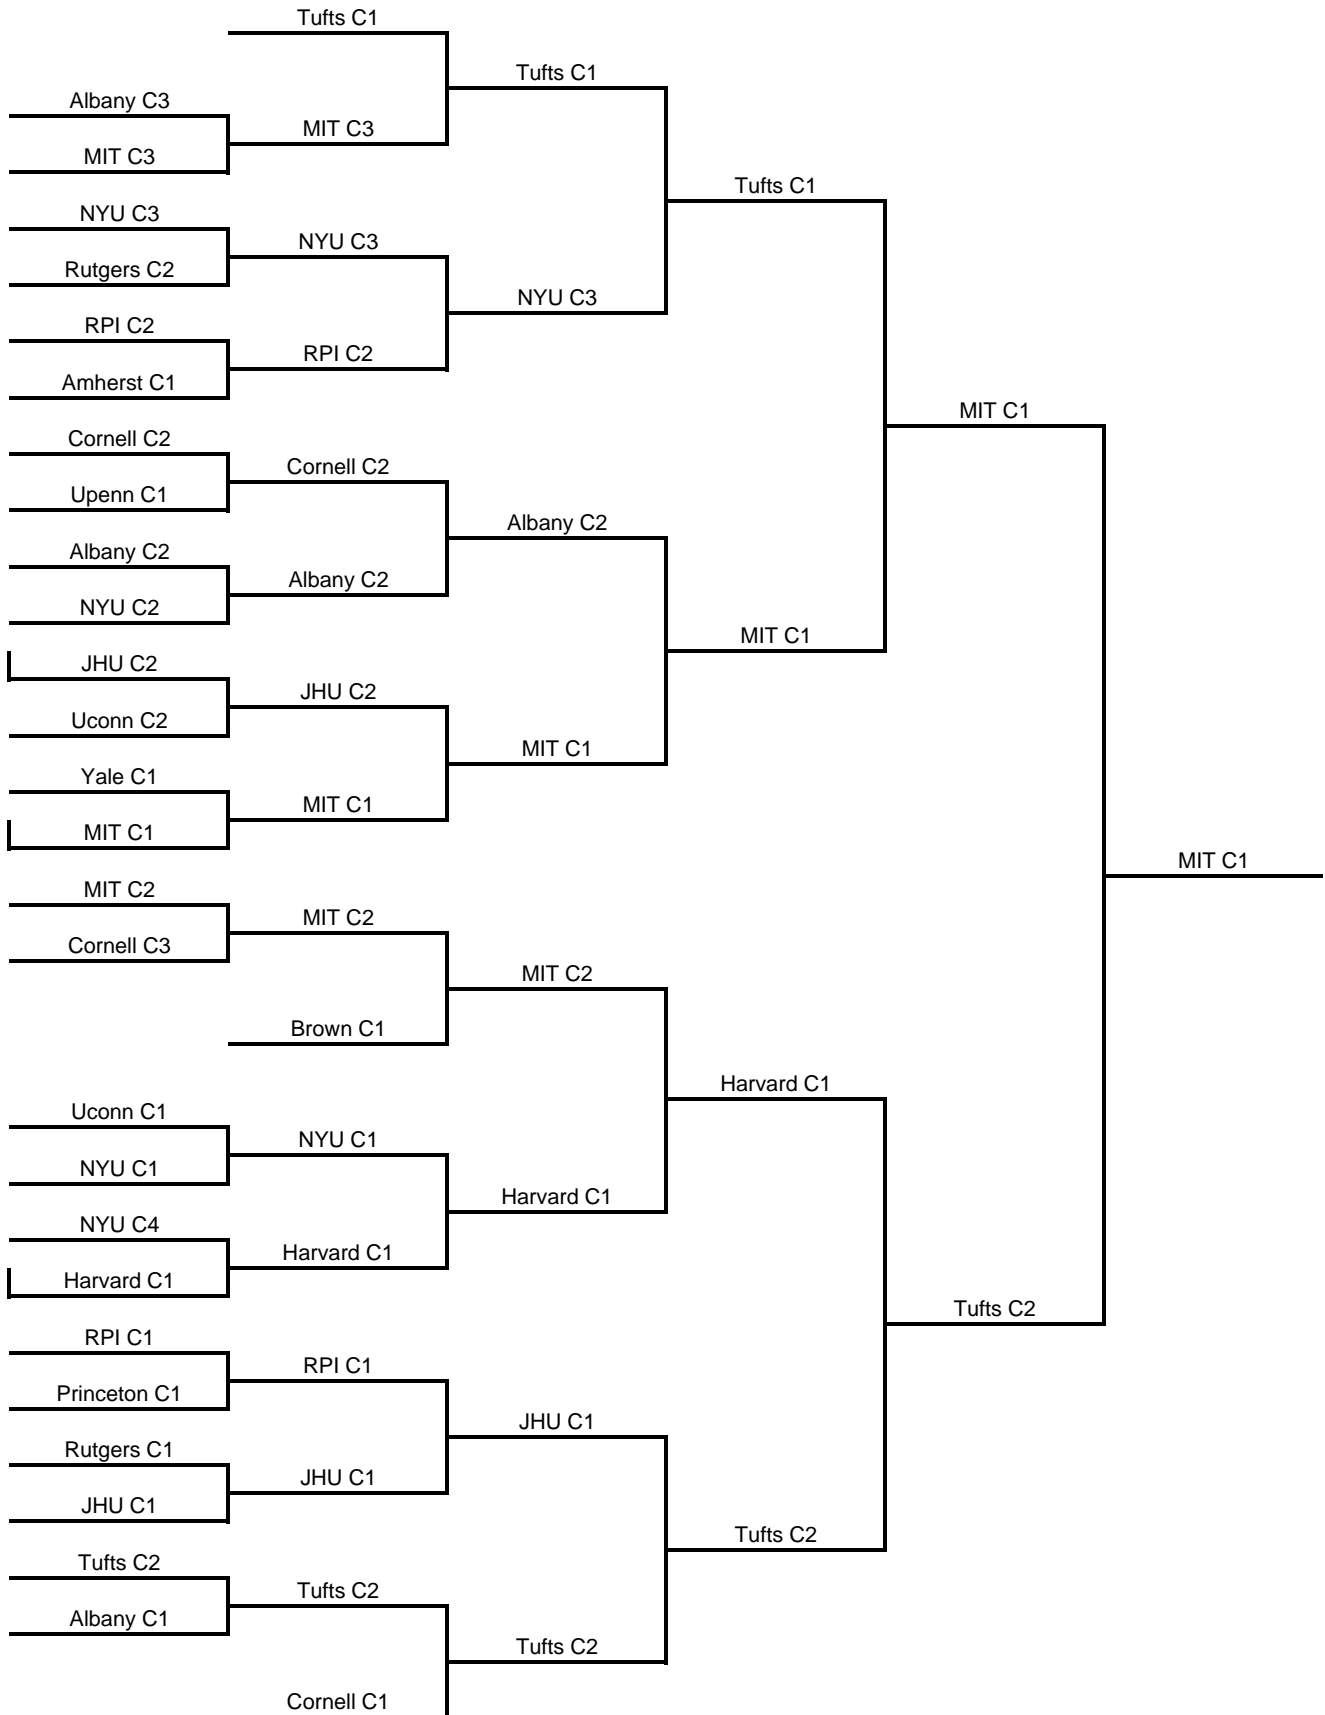 Tufts C1
Tufts C1
Albany C3
MIT C3
MIT C3
Tufts C1
NYU C3
NYU C3
Rutgers C2
NYU C3
RPI C2
RPI C2
Amherst C1
MIT C1
Cornell C2
Cornell C2
Upenn C1
Albany C2
Albany C2
Albany C2
NYU C2
MIT C1
JHU C2
JHU C2
Uconn C2
MIT C1
Yale C1
MIT C1
MIT C1
MIT C1
MIT C2
MIT C2
Cornell C3
MIT C2
Brown C1
Harvard C1
Uconn C1
NYU C1
NYU C1
Harvard C1
NYU C4
Harvard C1
Harvard C1
Tufts C2
RPI C1
RPI C1
Princeton C1
JHU C1
Rutgers C1
JHU C1
JHU C1
Tufts C2
Tufts C2
Tufts C2
Albany C1
Tufts C2
Cornell C1